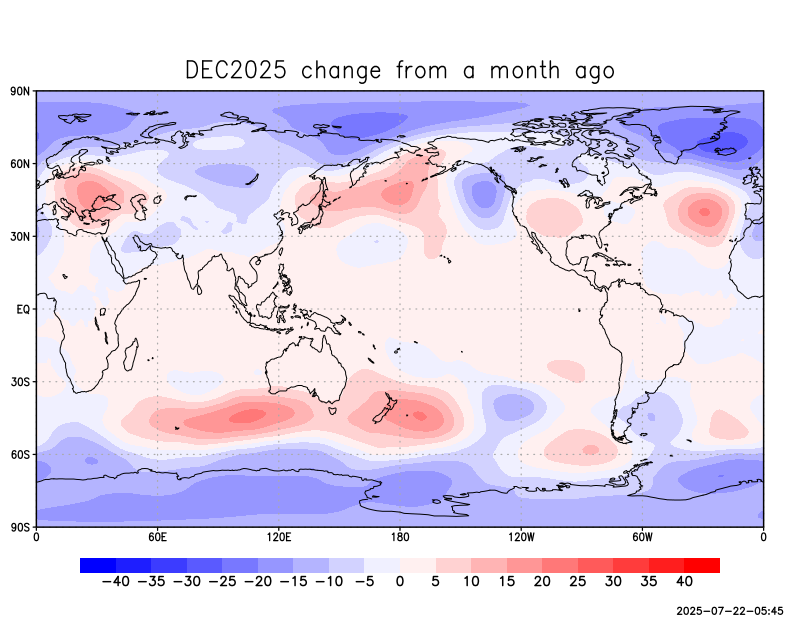 DEC2025 change from a month ago
90N
60N
30N
EQ
30S
60S
90S
0 60E 120E 180 120W 60W 0
−40 −35 −30 −25 −20 −15 −10 −5 0 5 10 15 20 25 30 35 40
2025-07-22-05:45